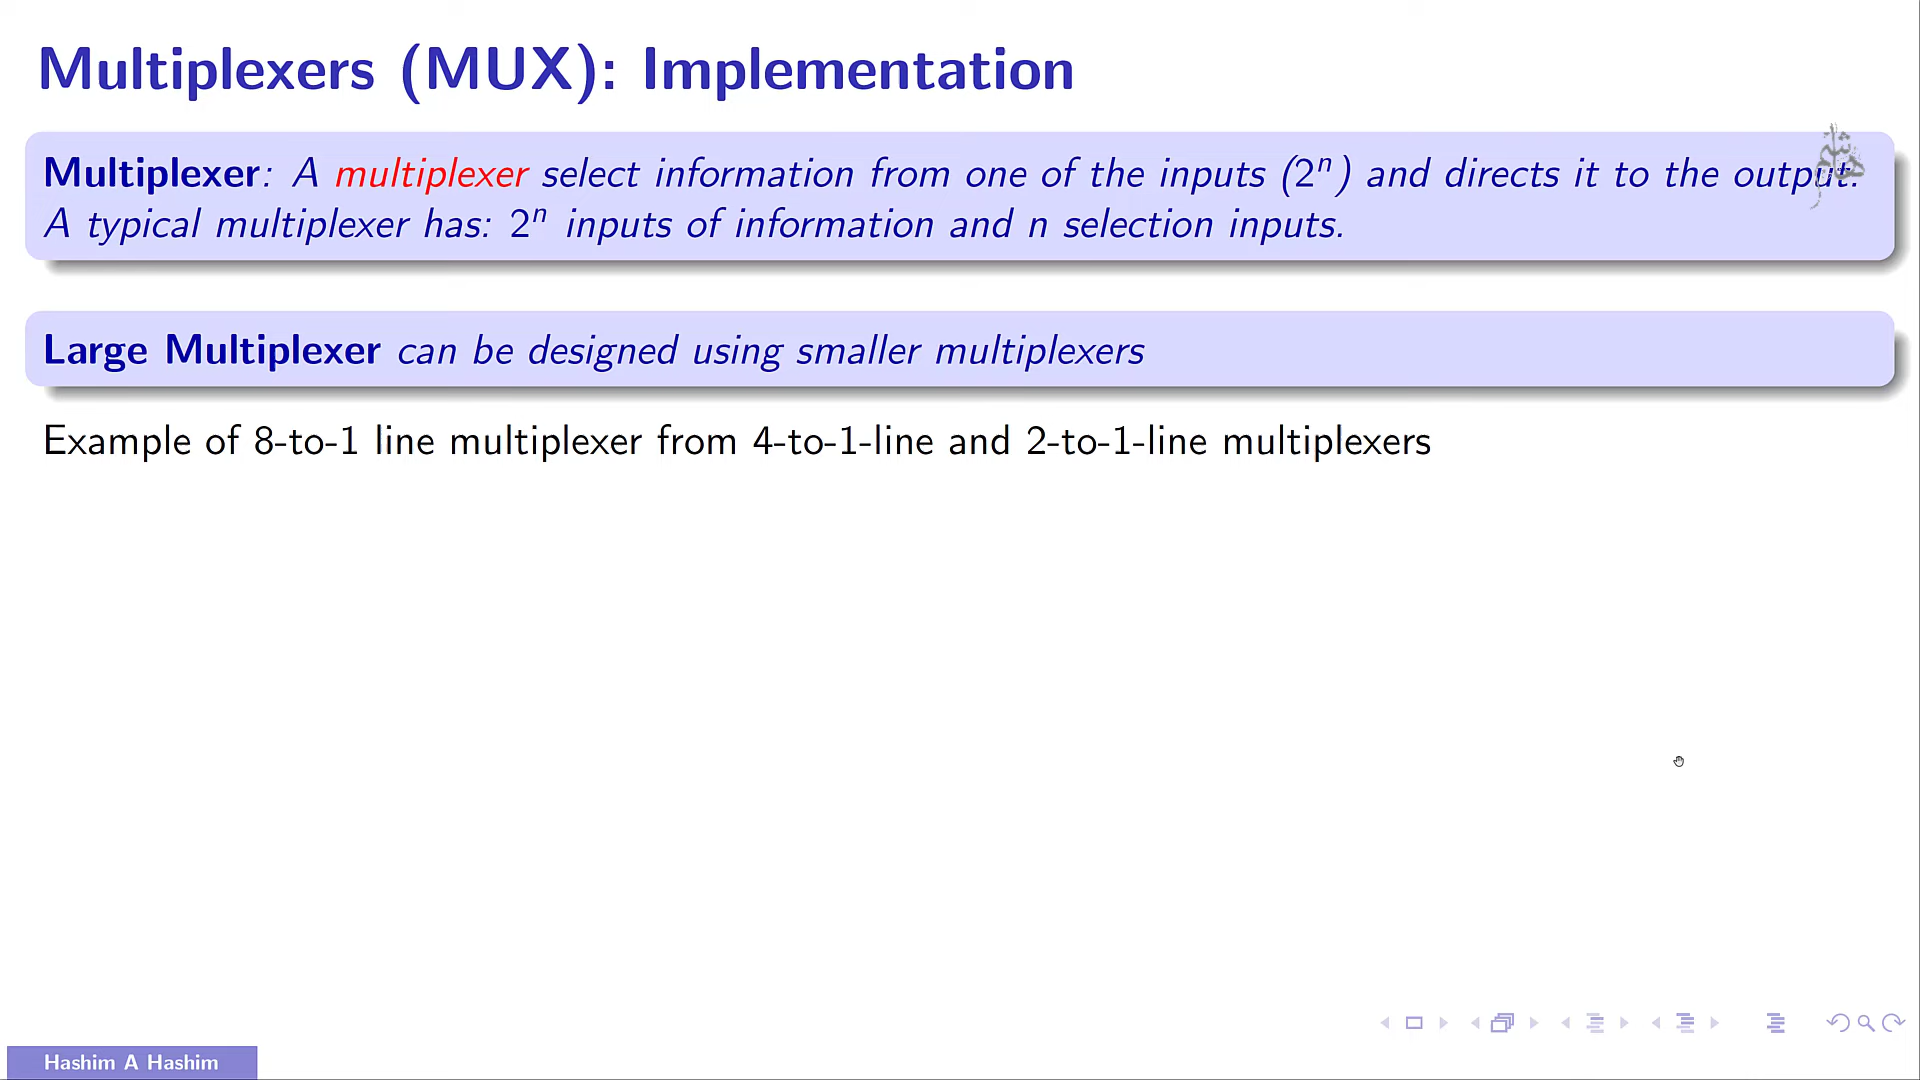 Multiplexers (MUX): Implementation
Multiplexer: A multiplexer select information from one of the inputs (2ⁿ) and directs it to the output.
A typical multiplexer has: 2ⁿ inputs of information and n selection inputs.
Large Multiplexer can be designed using smaller multiplexers
Example of 8-to-1 line multiplexer from 4-to-1-line and 2-to-1-line multiplexers
Hashim A Hashim